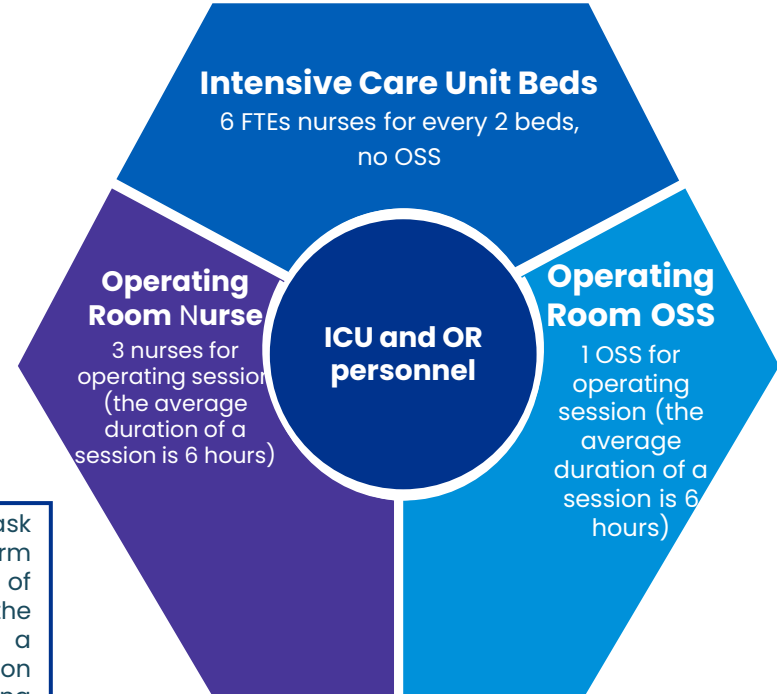 Intensive Care Unit Beds
6 FTEs nurses for every 2 beds,
no OSS
Operating
Room Nurse
3 nurses for
operating session
(the average
duration of a
session is 6 hours)
ICU and OR
personnel
Operating
Room OSS
1 OSS for
operating
session (the
average
duration of a
session is 6
hours)
ask
rm
of
the
a
on